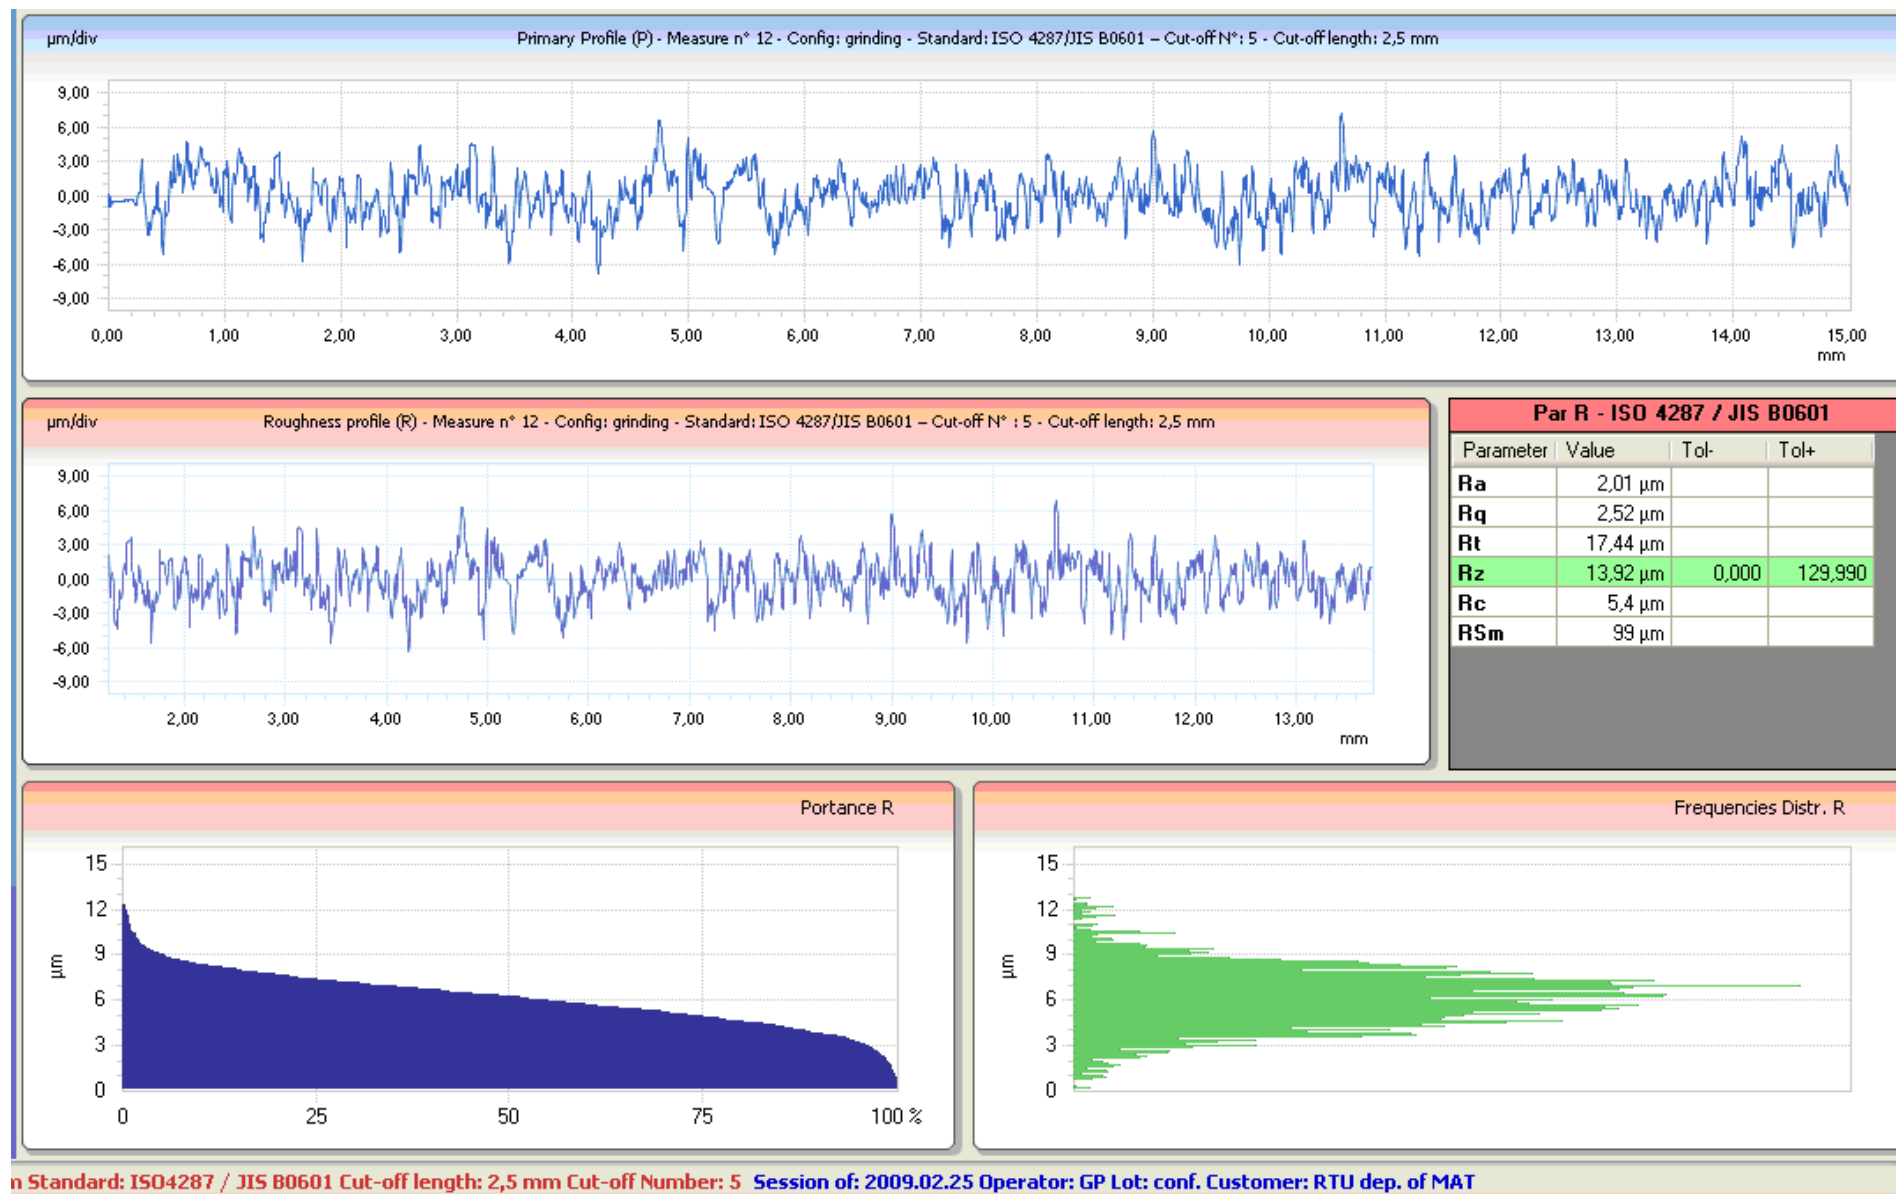 µm/div Primary Profile (P) - Measure n° 12 - Config: grinding - Standard: ISO 4287/JIS B0601 – Cut-off N°: 5 - Cut-off length: 2,5 mm
9,00
6,00
3,00
0,00
-3,00
-6,00
-9,00
0,00 1,00 2,00 3,00 4,00 5,00 6,00 7,00 8,00 9,00 10,00 11,00 12,00 13,00 14,00 15,00
mm
µm/div Roughness profile (R) - Measure n° 12 - Config: grinding - Standard: ISO 4287/JIS B0601 – Cut-off N° : 5 - Cut-off length: 2,5 mm
9,00
6,00
3,00
0,00
-3,00
-6,00
-9,00
2,00 3,00 4,00 5,00 6,00 7,00 8,00 9,00 10,00 11,00 12,00 13,00
mm
Par R - ISO 4287 / JIS B0601
Parameter Value Tol- Tol+
Ra 2,01 µm
Rq 2,52 µm
Rt 17,44 µm
Rz 13,92 µm 0,000 129,990
Rc 5,4 µm
RSm 99 µm
Portance R
15
12
9
6
3
0
µm
0 25 50 75 100 %
Frequencies Distr. R
15
12
9
6
3
0
µm
n Standard: ISO4287 / JIS B0601 Cut-off length: 2,5 mm Cut-off Number: 5 Session of: 2009.02.25 Operator: GP Lot: conf. Customer: RTU dep. of MAT